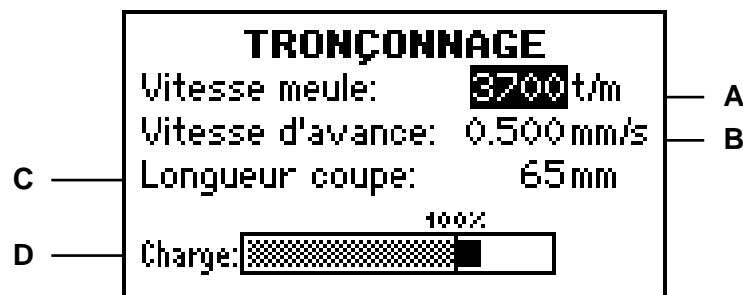 TRONÇONNAGE
Vitesse meule: 3700 t/m A
Vitesse d'avance: 0.500 mm/s B
C Longueur coupe: 65 mm
100%
D Charge: